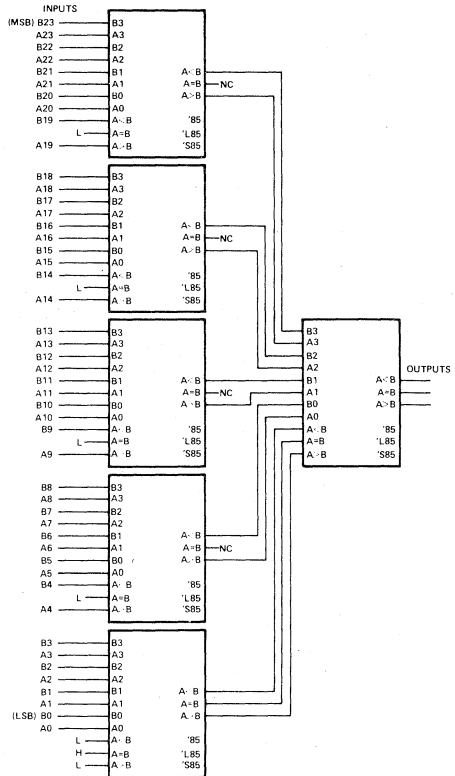 INPUTS
(MSB) B23 B3
A23 A3
B22 B2
A22 A2
B21 B1 A<B
A21 A1 A=B NC
B20 B0 A>B
A20 A0
B19 A<B '85
L A=B 'L85
A19 A>B 'S85
B18 B3
A18 A3
B17 B2
A17 A2
B16 B1 A<B
A16 A1 A=B NC
B15 B0 A>B
A15 A0
B14 A<B '85
L A=B 'L85
A14 A>B 'S85
B13 B3
A13 A3
B12 B2
A12 A2
B11 B1 A<B
A11 A1 A=B NC
B10 B0 A>B
A10 A0
B9 A<B '85
L A=B 'L85
A9 A>B 'S85
B8 B3
A8 A3
B7 B2
A7 A2
B6 B1 A<B
A6 A1 A=B NC
B5 B0 A>B
A5 A0
B4 A<B '85
L A=B 'L85
A4 A>B 'S85
B3 B3
A3 A3
B2 B2
A2 A2
B1 B1 A<B
A1 A1 A=B
(LSB) B0 B0 A>B
A0 A0
L A<B '85
H A=B 'L85
L A>B 'S85
B3
A3
B2
A2
OUTPUTS
B1 A<B
A1 A=B
B0 A>B
A0
A<B '85
A=B 'L85
A>B 'S85